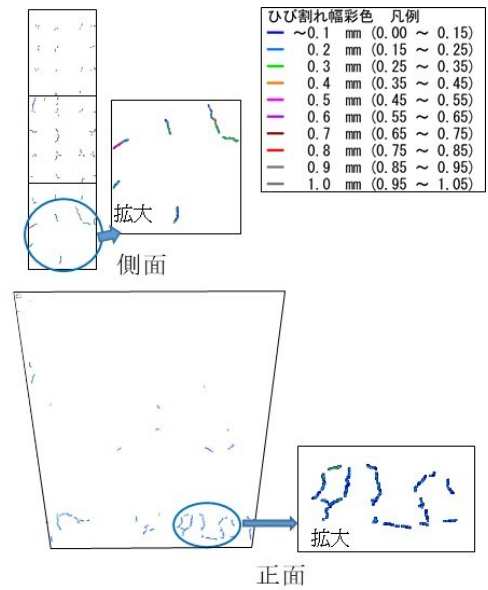 ひび割れ幅彩色 凡例
～0.1 mm (0.00 ～ 0.15)
0.2 mm (0.15 ～ 0.25)
0.3 mm (0.25 ～ 0.35)
0.4 mm (0.35 ～ 0.45)
0.5 mm (0.45 ～ 0.55)
0.6 mm (0.55 ～ 0.65)
0.7 mm (0.65 ～ 0.75)
0.8 mm (0.75 ～ 0.85)
0.9 mm (0.85 ～ 0.95)
1.0 mm (0.95 ～ 1.05)
拡大
側面
拡大
正面